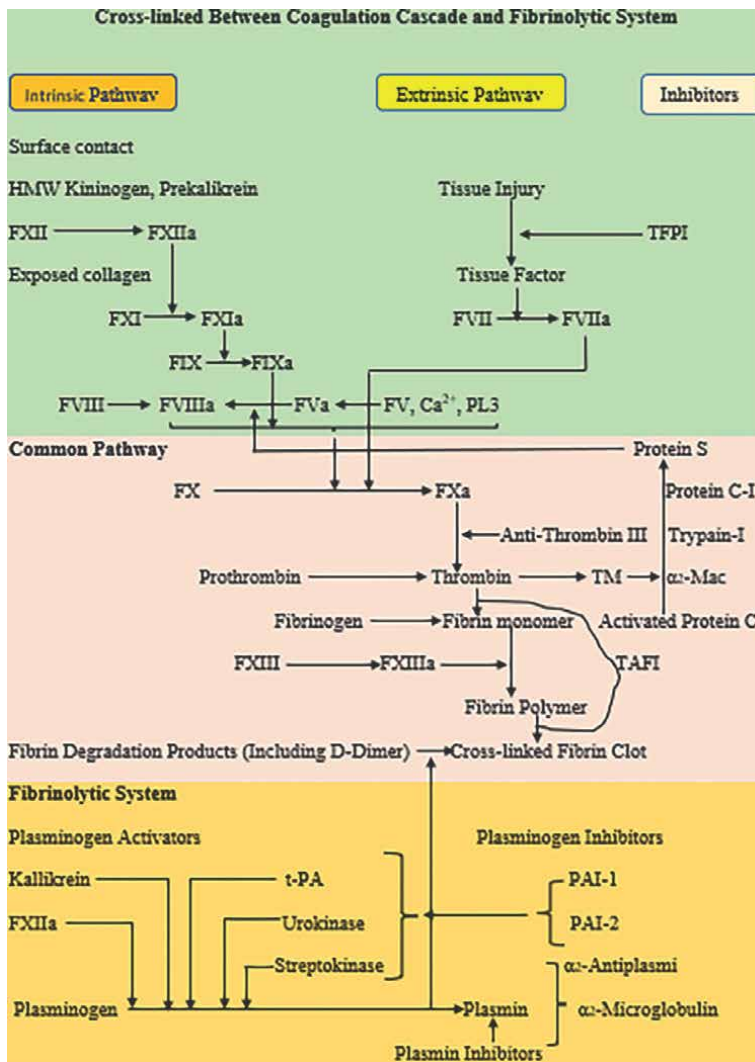 Cross-linked Between Coagulation Cascade and Fibrinolytic System
Intrinsic Pathway Extrinsic Pathway Inhibitors
Surface contact
HMW Kininogen, Prekalikrein Tissue Injury
FXII FXIIa TFPI
Exposed collagen Tissue Factor
FXI FXIa FVII FVIIa
FIX FIXa
FVIII FVIIIa FVa FV, Ca²⁺, PL3
Common Pathway Protein S
FX FXa Protein C-I
Anti-Thrombin III Trypain-I
Prothrombin Thrombin TM α₂-Mac
Fibrinogen Fibrin monomer Activated Protein C
FXIII FXIIIa TAFI
Fibrin Polymer
Fibrin Degradation Products (Including D-Dimer) Cross-linked Fibrin Clot
Fibrinolytic System
Plasminogen Activators Plasminogen Inhibitors
Kallikrein t-PA PAI-1
FXIIa Urokinase PAI-2
Streptokinase α₂-Antiplasmi
Plasminogen Plasmin α₂-Microglobulin
Plasmin Inhibitors